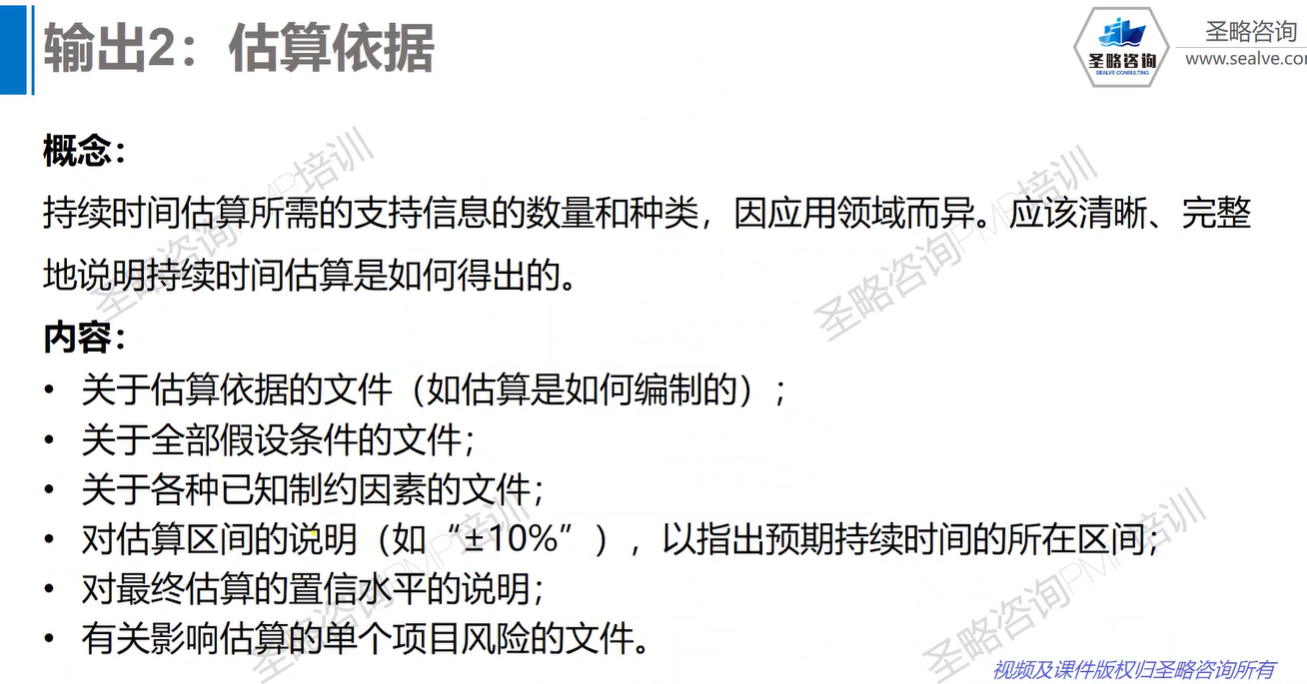 输出2：估算依据
圣略咨询
SEALVE CONSULTING
圣略咨询
www.sealve.co
概念：
持续时间估算所需的支持信息的数量和种类，因应用领域而异。应该清晰、完整
地说明持续时间估算是如何得出的。
内容：
• 关于估算依据的文件（如估算是如何编制的）；
• 关于全部假设条件的文件；
• 关于各种已知制约因素的文件；
• 对估算区间的说明（如“±10%”），以指出预期持续时间的所在区间；
• 对最终估算的置信水平的说明；
• 有关影响估算的单个项目风险的文件。
圣略咨询PMP培训
圣略咨询PMP培训
圣略咨询PMP培训
圣略咨询PMP培训
视频及课件版权归圣略咨询所有